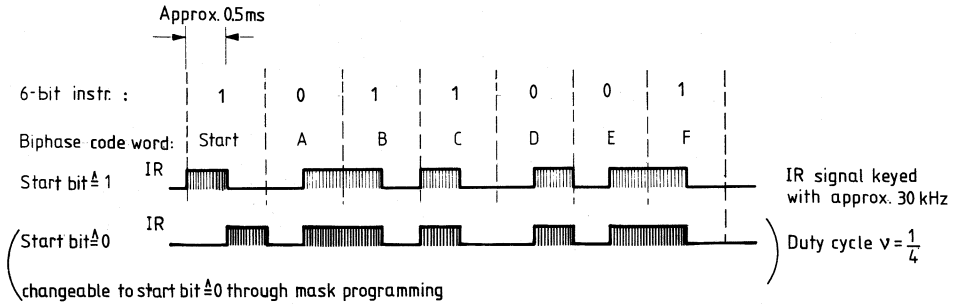 Approx. 0.5ms
6-bit instr. : 1 0 1 1 0 0 1
Biphase code word: Start A B C D E F
Start bit ≙ 1 IR IR signal keyed
with approx. 30 kHz
Start bit ≙ 0 IR Duty cycle ν = 1/4
changeable to start bit ≙ 0 through mask programming